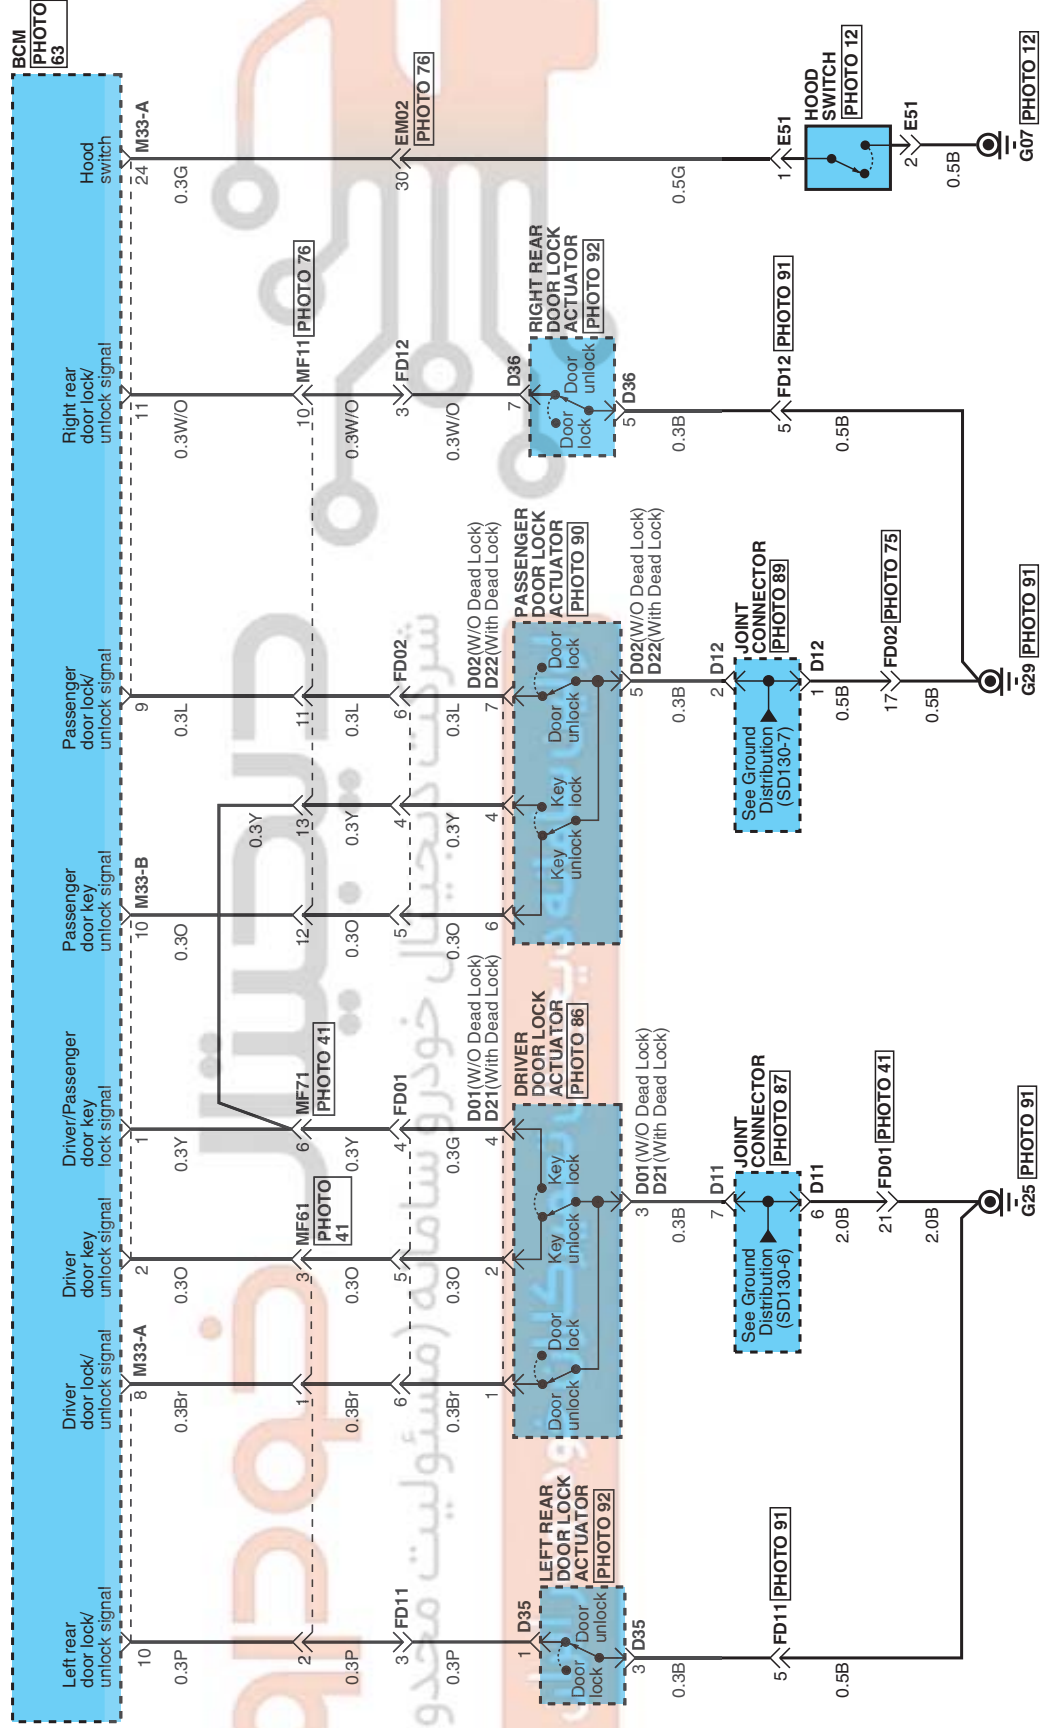 BCM
PHOTO
63
Left rear
door lock/
unlock signal
Driver
door lock/
unlock signal
Driver
door key
unlock signal
Driver/Passenger
door key
lock signal
Passenger
door key
unlock signal
Passenger
door lock/
unlock signal
Right rear
door lock/
unlock signal
Hood
switch
10
8 M33-A
2
1
10 M33-B
9
11
24 M33-A
0.3P
0.3Br
0.3O
0.3Y
0.3O
0.3L
0.3W/O
0.3G
0.3Y
2
1
3 MF61
PHOTO
41
6 MF71
PHOTO 41
12
13
11
10 MF11 PHOTO 76
0.3P
0.3Br
0.3O
0.3Y
0.3O
0.3Y
0.3L
0.3W/O
3 FD11
6
5
4 FD01
5
4
6 FD02
3 FD12
30 EM02
PHOTO 76
0.3P
0.3Br
0.3O
0.3G
0.3O
0.3Y
0.3L
0.3W/O
1 D35
1
2
4
D01(W/O Dead Lock)
D21(With Dead Lock)
6
4
7
D02(W/O Dead Lock)
D22(With Dead Lock)
7 D36
LEFT REAR
DOOR LOCK
ACTUATOR
PHOTO 92
Door
lock
Door
unlock
DRIVER
DOOR LOCK
ACTUATOR
PHOTO 86
Door
unlock
Door
lock
Key
unlock
Key
lock
PASSENGER
DOOR LOCK
ACTUATOR
PHOTO 90
Key
unlock
Key
lock
Door
unlock
Door
lock
RIGHT REAR
DOOR LOCK
ACTUATOR
PHOTO 92
Door
lock
Door
unlock
3 D35
3 D01(W/O Dead Lock)
D21(With Dead Lock)
5 D02(W/O Dead Lock)
D22(With Dead Lock)
5 D36
0.3B
0.3B
0.3B
0.3B
0.5G
7 D11
2 D12
JOINT
CONNECTOR
PHOTO 87
See Ground
Distribution
(SD130-6)
JOINT
CONNECTOR
PHOTO 89
See Ground
Distribution
(SD130-7)
5 FD11 PHOTO 91
6 D11
1 D12
5 FD12 PHOTO 91
1 E51
HOOD
SWITCH
PHOTO 12
0.5B
2.0B
0.5B
0.5B
21 FD01 PHOTO 41
17 FD02 PHOTO 75
2 E51
2.0B
0.5B
0.5B
G25 PHOTO 91
G29 PHOTO 91
G07 PHOTO 12
شرکت دیجیتال خودرو سامانه (مسئولیت محدود